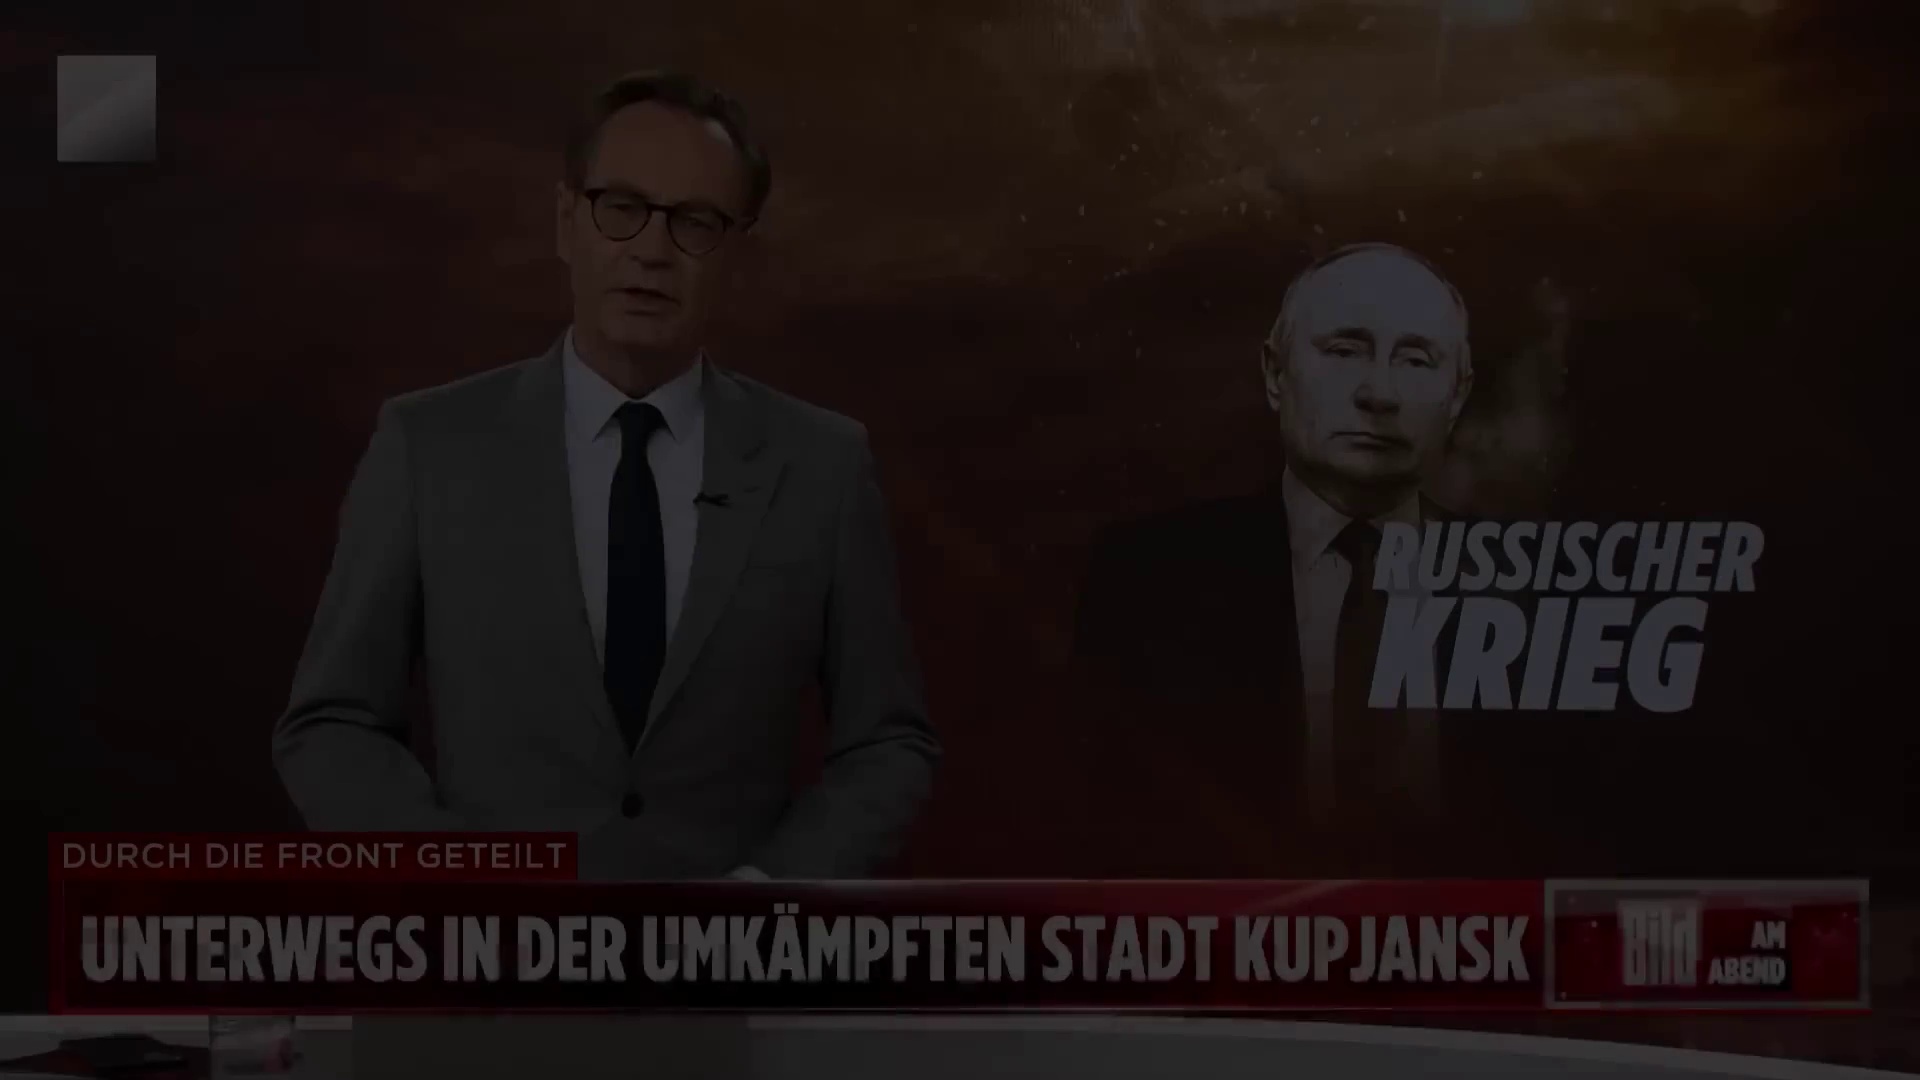 RUSSISCHER
KRIEG
DURCH DIE FRONT GETEILT
UNTERWEGS IN DER UMKÄMPFTEN STADT KUPJANSK
Bild AM
ABEND